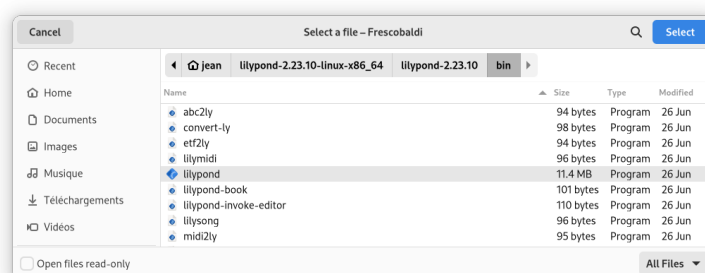 Cancel Select a file – Frescobaldi Select
Recent
Home
Documents
Images
Musique
Téléchargements
Vidéos
jean lilypond-2.23.10-linux-x86_64 lilypond-2.23.10 bin
Name Size Type Modified
abc2ly 94 bytes Program 26 Jun
convert-ly 98 bytes Program 26 Jun
etf2ly 94 bytes Program 26 Jun
lilymidi 96 bytes Program 26 Jun
lilypond 11.4 MB Program 26 Jun
lilypond-book 101 bytes Program 26 Jun
lilypond-invoke-editor 110 bytes Program 26 Jun
lilysong 96 bytes Program 26 Jun
midi2ly 95 bytes Program 26 Jun
Open files read-only All Files